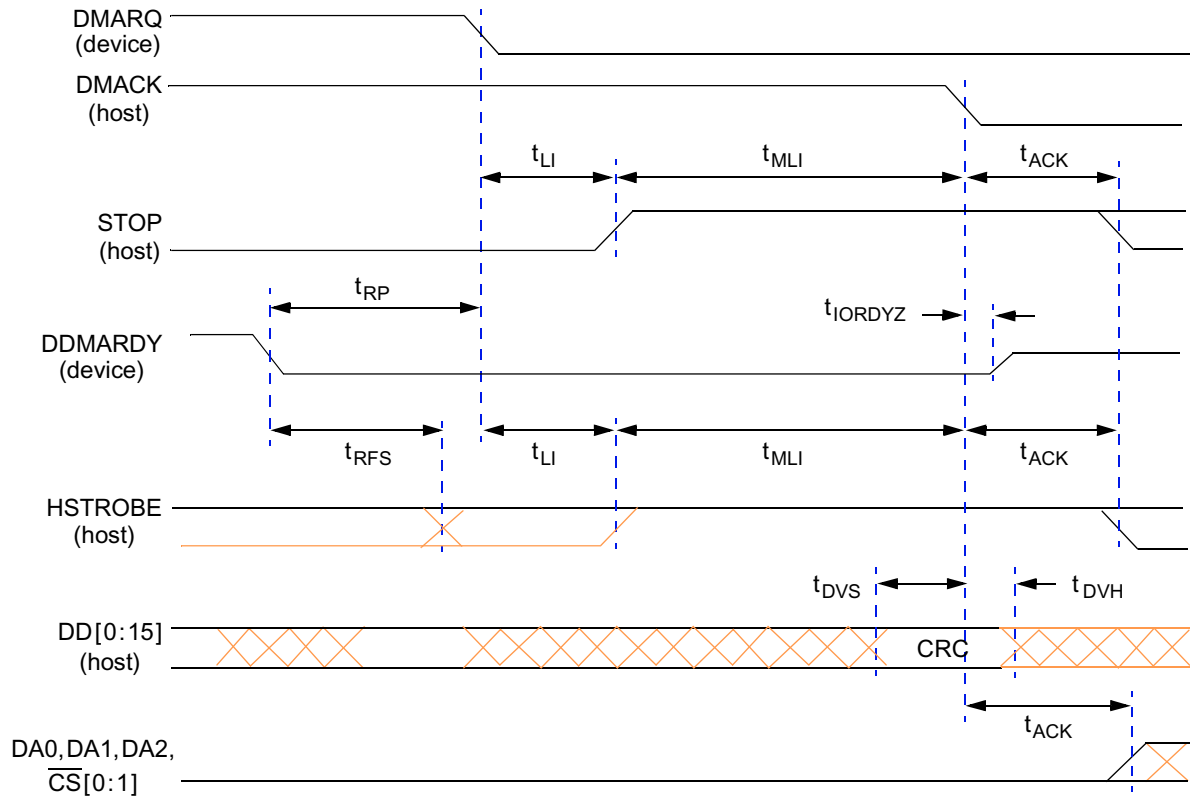 DMARQ
(device)
DMACK
(host)
tLI
tMLI
tACK
STOP
(host)
tRP
tIORDYZ
DDMARDY
(device)
tRFS
tLI
tMLI
tACK
HSTROBE
(host)
tDVS
tDVH
DD[0:15]
(host)
CRC
tACK
DA0,DA1,DA2,
CS[0:1]